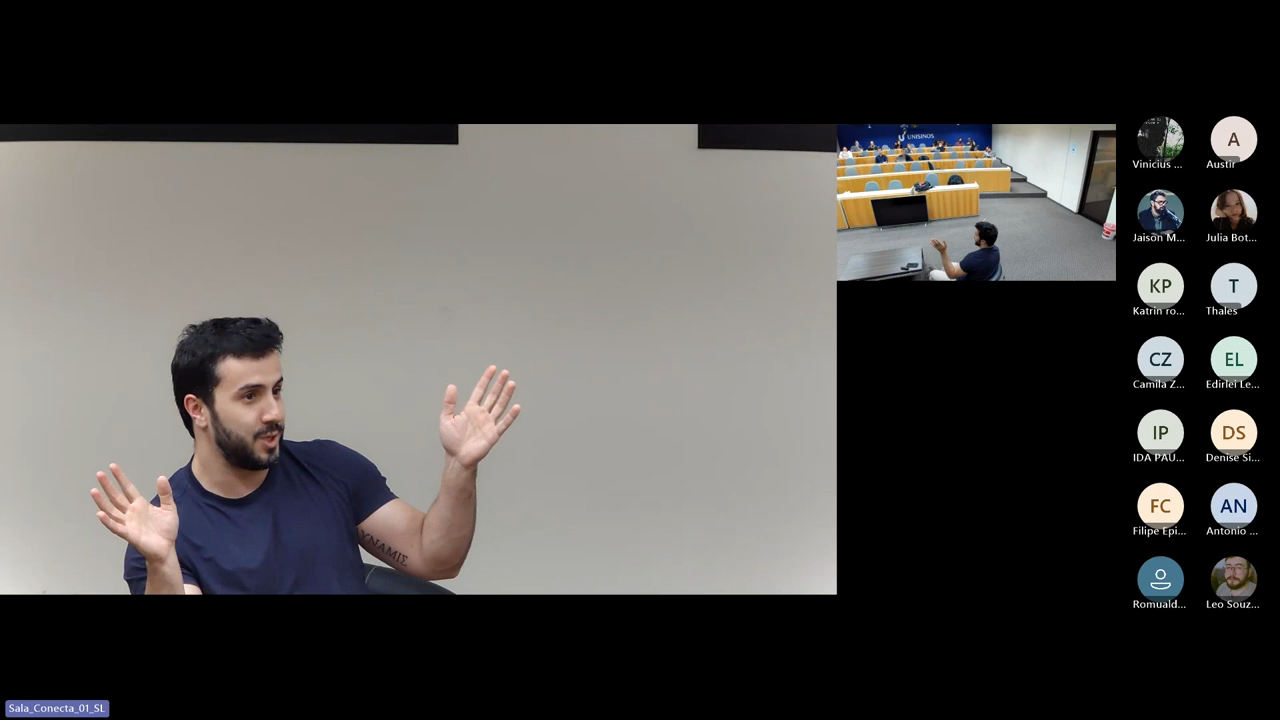 UNISINOS
ΥΝΑΜΙΣ
Vinicius ...
A
Austir
Jaison M...
Julia Bot...
KP
Katrin ro...
T
Thales
CZ
Camila Z...
EL
Edirlei Le...
IP
IDA PAU...
DS
Denise Si...
FC
Filipe Epi...
AN
Antonio ...
Romuald...
Leo Souz...
Sala_Conecta_01_SL